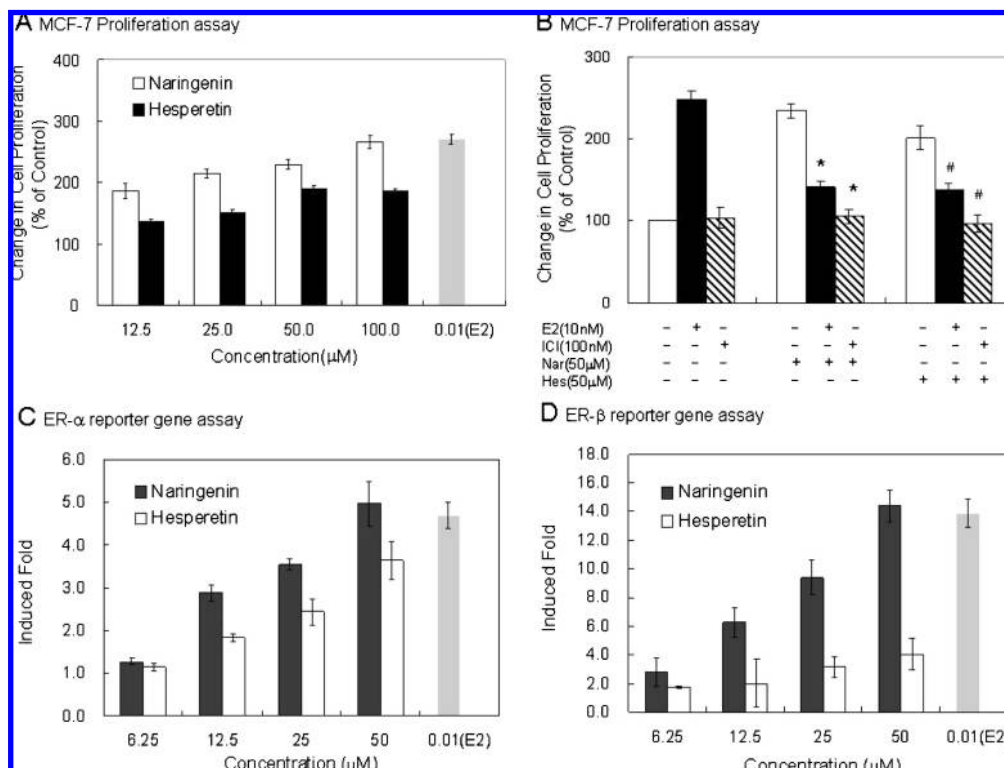 A MCF-7 Proliferation assay
Change in Cell Proliferation
(% of Control)
400
300
200
100
0
Naringenin
Hesperetin
12.5 25.0 50.0 100.0 0.01(E2)
Concentration(μM)
B MCF-7 Proliferation assay
Change in Cell Proliferation
(% of Control)
300
200
100
0
* * # #
E2(10nM) - + - - + - - + -
ICI(100nM) - - + - - + - - +
Nar(50μM) - - - + + + - - -
Hes(50μM) - - - - - - + + +
C ER-α reporter gene assay
Induced Fold
6.0
5.0
4.0
3.0
2.0
1.0
0.0
Naringenin
Hesperetin
6.25 12.5 25 50 0.01(E2)
Concentration (μM)
D ER-β reporter gene assay
Induced Fold
18.0
16.0
14.0
12.0
10.0
8.0
6.0
4.0
2.0
0.0
Naringenin
Hesperetin
6.25 12.5 25 50 0.01(E2
Concentration (μM)